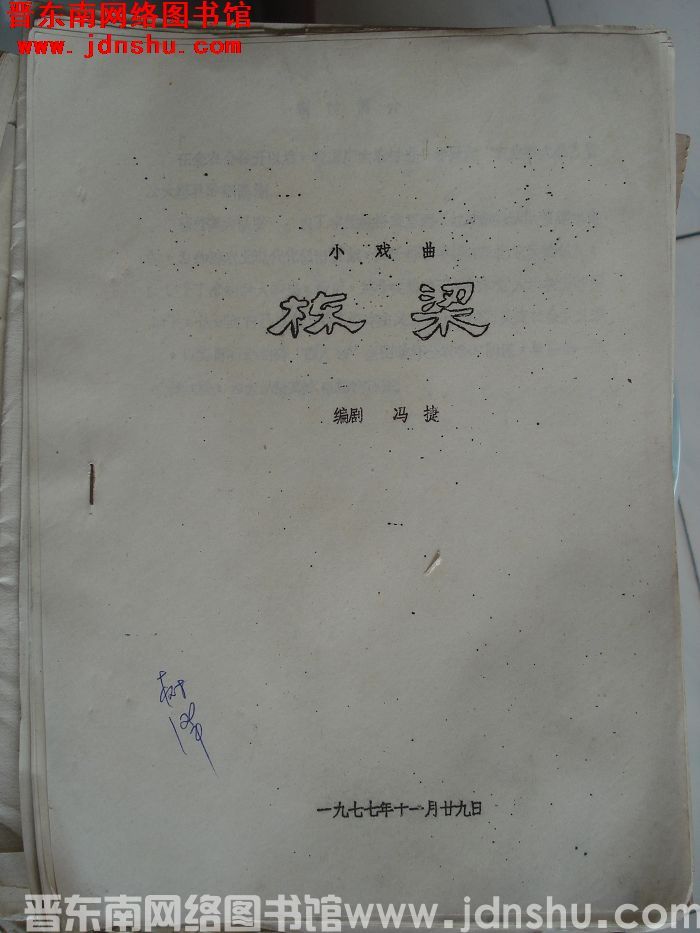 晋东南网络图书馆
www.jdnshu.com
小戏曲
栋梁
编剧 冯捷
一九七七年十一月廿九日
晋东南网络图书馆www.jdnshu.com